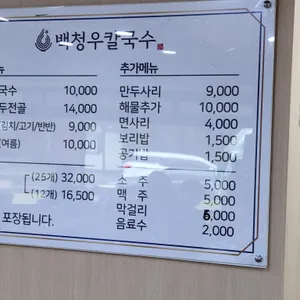 백청우칼국수
뉴
국수 10,000
두전골 14,000
(김치/고기/반반) 9,000
(여름) 10,000
(25개) 32,000
(12개) 16,500
포장됩니다.
추가메뉴
만두사리 9,000
해물추가 10,000
면사리 4,000
보리밥 1,500
공기밥 1,500
소 주 5,000
맥 주 5,000
막걸리 6,000
음료수 2,000